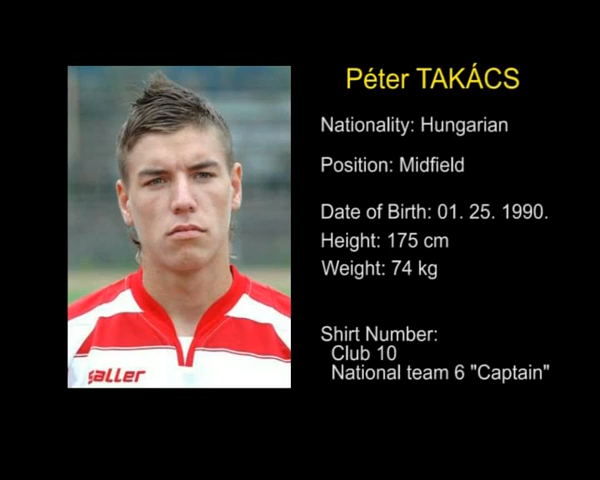 Péter TAKÁCS
Nationality: Hungarian
Position: Midfield
Date of Birth: 01. 25. 1990.
Height: 175 cm
Weight: 74 kg
Shirt Number:
Club 10
National team 6 "Captain"
saller